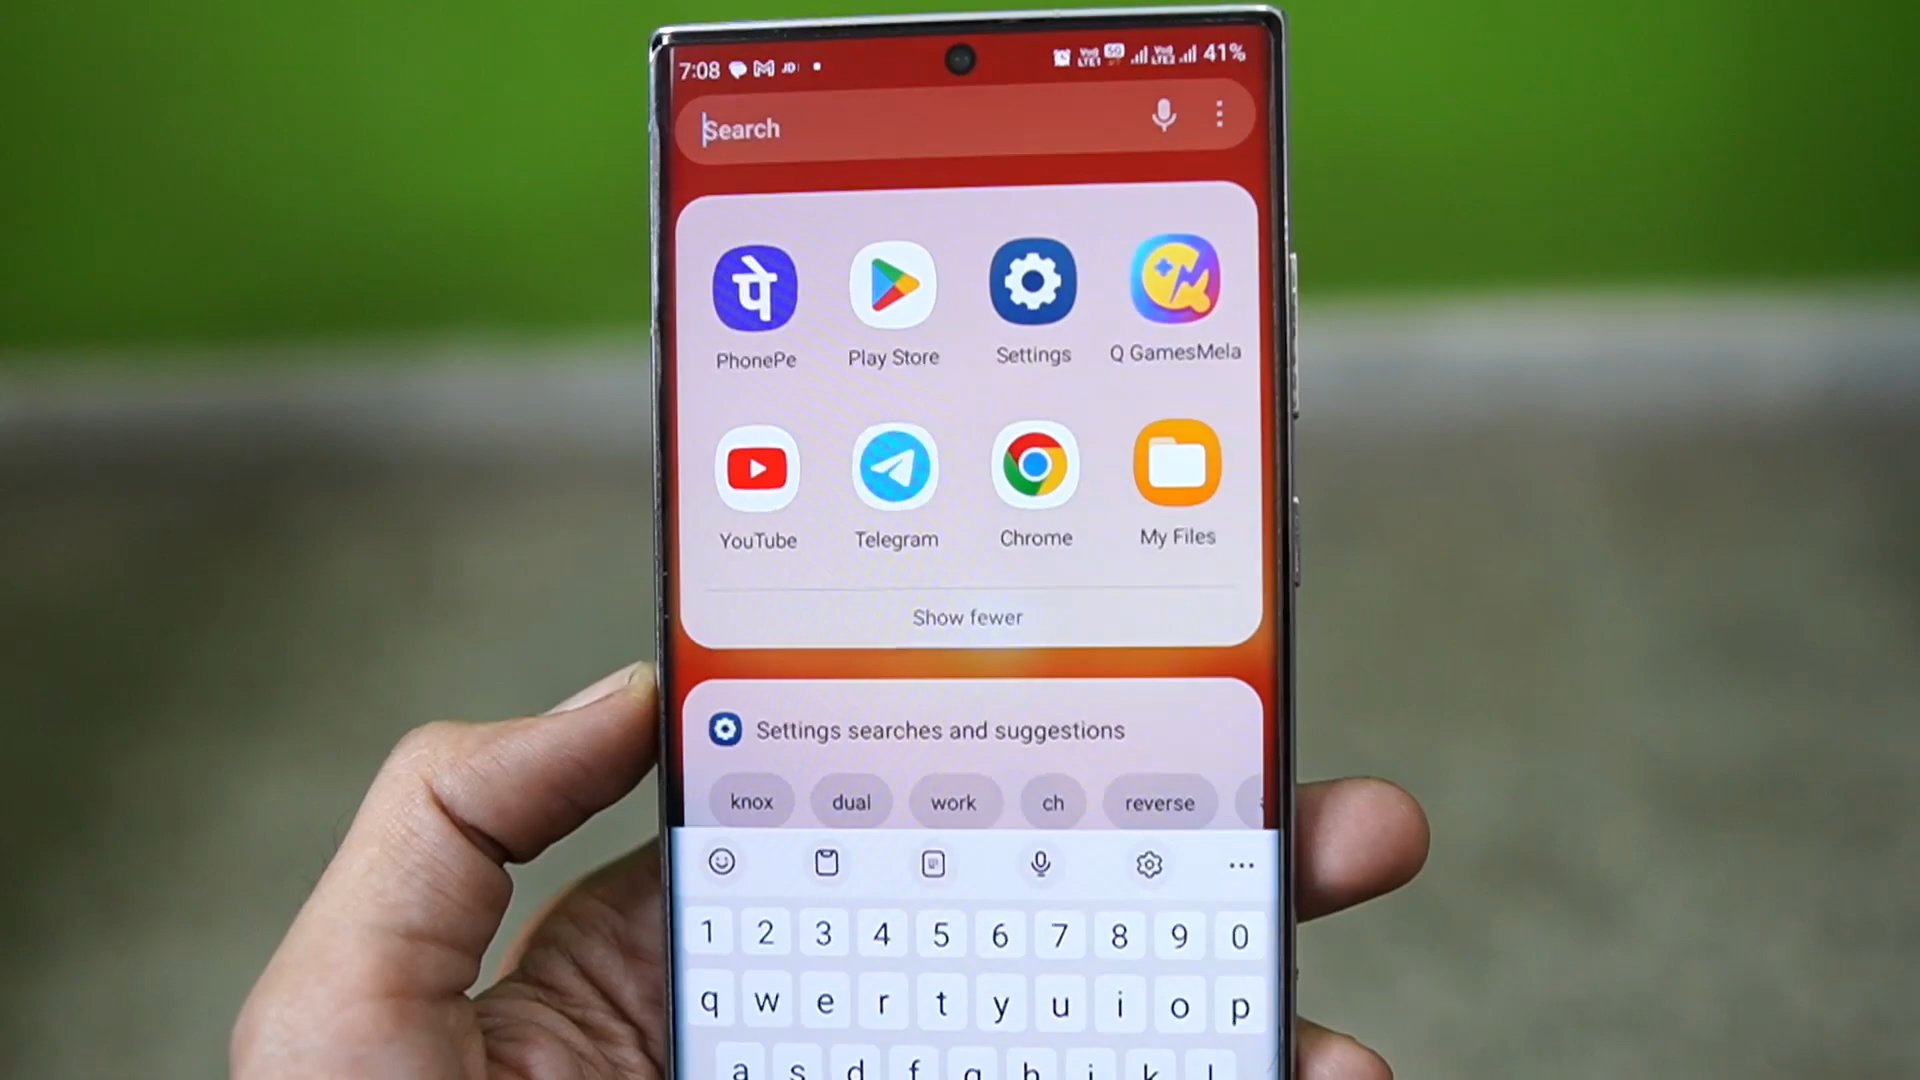 7:08 41%
Search
पे
PhonePe Play Store Settings Q GamesMela
YouTube Telegram Chrome My Files
Show fewer
Settings searches and suggestions
knox dual work ch reverse
1 2 3 4 5 6 7 8 9 0
q w e r t y u i o p
a s d f g h j k l